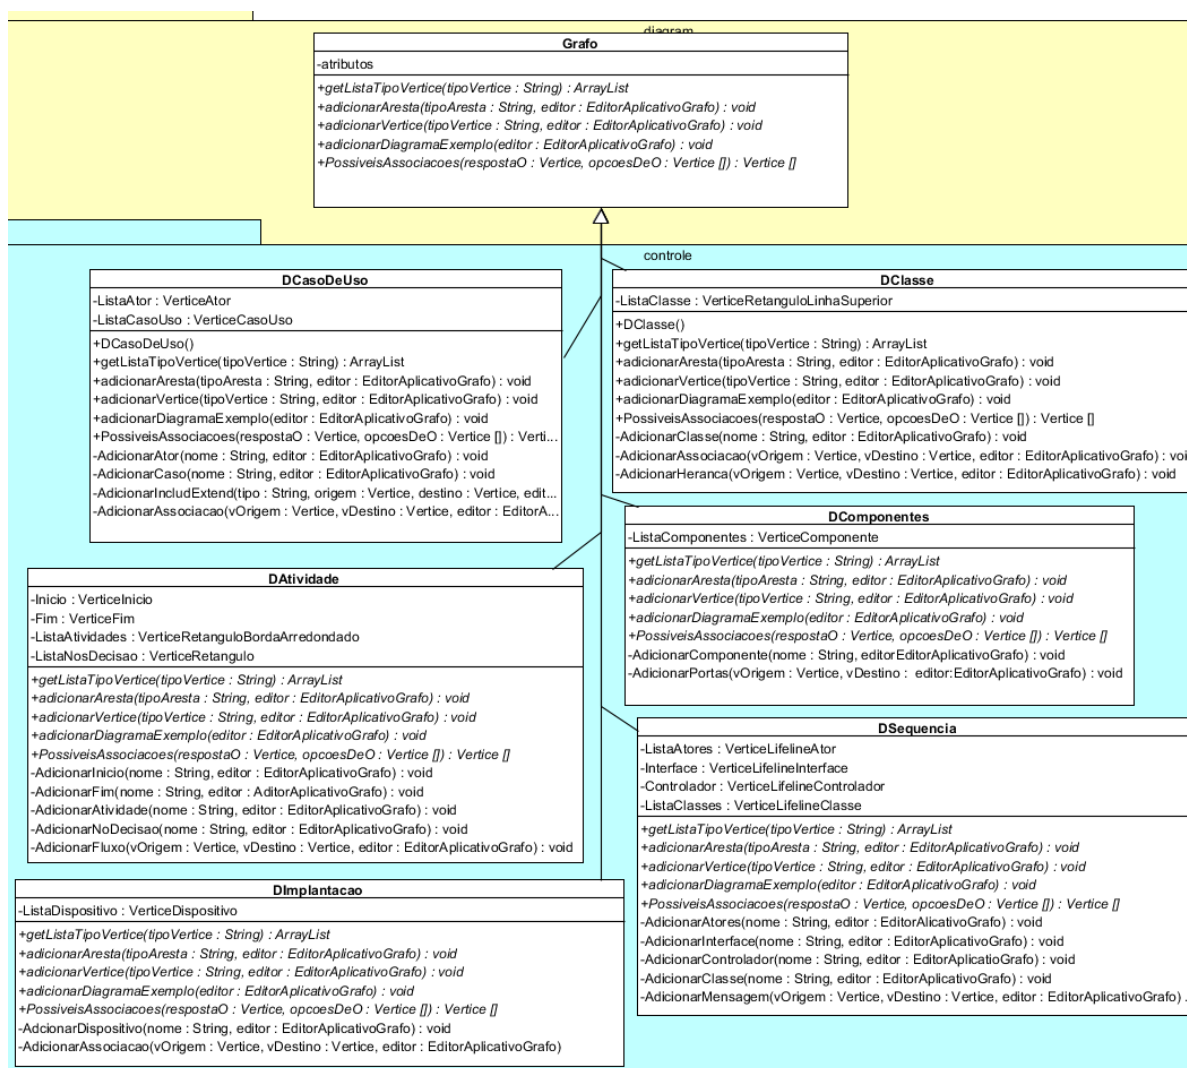 diagram
Grafo
-atributos
+getListaTipoVertice(tipoVertice : String) : ArrayList
+adicionarAresta(tipoAresta : String, editor : EditorAplicativoGrafo) : void
+adicionarVertice(tipoVertice : String, editor : EditorAplicativoGrafo) : void
+adicionarDiagramaExemplo(editor : EditorAplicativoGrafo) : void
+PossiveisAssociacoes(respostaO : Vertice, opcoesDeO : Vertice []) : Vertice []
controle
DCasoDeUso
-ListaAtor : VerticeAtor
-ListaCasoUso : VerticeCasoUso
+DCasoDeUso()
+getListaTipoVertice(tipoVertice : String) : ArrayList
+adicionarAresta(tipoAresta : String, editor : EditorAplicativoGrafo) : void
+adicionarVertice(tipoVertice : String, editor : EditorAplicativoGrafo) : void
+adicionarDiagramaExemplo(editor : EditorAplicativoGrafo) : void
+PossiveisAssociacoes(respostaO : Vertice, opcoesDeO : Vertice []) : Verti...
-AdicionarAtor(nome : String, editor : EditorAplicativoGrafo) : void
-AdicionarCaso(nome : String, editor : EditorAplicativoGrafo) : void
-AdicionarIncludExtend(tipo : String, origem : Vertice, destino : Vertice, edit...
-AdicionarAssociacao(vOrigem : Vertice, vDestino : Vertice, editor : EditorA...
DClasse
-ListaClasse : VerticeRetanguloLinhaSuperior
+DClasse()
+getListaTipoVertice(tipoVertice : String) : ArrayList
+adicionarAresta(tipoAresta : String, editor : EditorAplicativoGrafo) : void
+adicionarVertice(tipoVertice : String, editor : EditorAplicativoGrafo) : void
+adicionarDiagramaExemplo(editor : EditorAplicativoGrafo) : void
+PossiveisAssociacoes(respostaO : Vertice, opcoesDeO : Vertice []) : Vertice []
-AdicionarClasse(nome : String, editor : EditorAplicativoGrafo) : void
-AdicionarAssociacao(vOrigem : Vertice, vDestino : Vertice, editor : EditorAplicativoGrafo) : voi
-AdicionarHeranca(vOrigem : Vertice, vDestino : Vertice, editor : EditorAplicativoGrafo) : void
DComponentes
-ListaComponentes : VerticeComponente
+getListaTipoVertice(tipoVertice : String) : ArrayList
+adicionarAresta(tipoAresta : String, editor : EditorAplicativoGrafo) : void
+adicionarVertice(tipoVertice : String, editor : EditorAplicativoGrafo) : void
+adicionarDiagramaExemplo(editor : EditorAplicativoGrafo) : void
+PossiveisAssociacoes(respostaO : Vertice, opcoesDeO : Vertice []) : Vertice []
-AdicionarComponente(nome : String, editorEditorAplicativoGrafo) : void
-AdicionarPortas(vOrigem : Vertice, vDestino : editor:EditorAplicativoGrafo) : void
DAtividade
-Inicio : VerticeInicio
-Fim : VerticeFim
-ListaAtividades : VerticeRetanguloBordaArredondado
-ListaNosDecisao : VerticeRetangulo
+getListaTipoVertice(tipoVertice : String) : ArrayList
+adicionarAresta(tipoAresta : String, editor : EditorAplicativoGrafo) : void
+adicionarVertice(tipoVertice : String, editor : EditorAplicativoGrafo) : void
+adicionarDiagramaExemplo(editor : EditorAplicativoGrafo) : void
+PossiveisAssociacoes(respostaO : Vertice, opcoesDeO : Vertice []) : Vertice []
-AdicionarInicio(nome : String, editor : EditorAplicativoGrafo) : void
-AdicionarFim(nome : String, editor : AditorAplicativoGrafo) : void
-AdicionarAtividade(nome : String, editor : EditorAplicativoGrafo) : void
-AdicionarNoDecisao(nome : String, editor : EditorAplicativoGrafo) : void
-AdicionarFluxo(vOrigem : Vertice, vDestino : Vertice, editor : EditorAplicativoGrafo) : void
DSequencia
-ListaAtores : VerticeLifelineAtor
-Interface : VerticeLifelineInterface
-Controlador : VerticeLifelineControlador
-ListaClasses : VerticeLifelineClasse
+getListaTipoVertice(tipoVertice : String) : ArrayList
+adicionarAresta(tipoAresta : String, editor : EditorAplicativoGrafo) : void
+adicionarVertice(tipoVertice : String, editor : EditorAplicativoGrafo) : void
+adicionarDiagramaExemplo(editor : EditorAplicativoGrafo) : void
+PossiveisAssociacoes(respostaO : Vertice, opcoesDeO : Vertice []) : Vertice []
-AdicionarAtores(nome : String, editor : EditorAlicativoGrafo) : void
-AdicionarInterface(nome : String, editor : EditorAplicativoGrafo) : void
-AdicionarControlador(nome : String, editor : EditorAplicatioGrafo) : void
-AdicionarClasse(nome : String, editor : EditorAplicativoGrafo) : void
-AdicionarMensagem(vOrigem : Vertice, vDestino : Vertice, editor : EditorAplicativoGrafo) .
DImplantacao
-ListaDispositivo : VerticeDispositivo
+getListaTipoVertice(tipoVertice : String) : ArrayList
+adicionarAresta(tipoAresta : String, editor : EditorAplicativoGrafo) : void
+adicionarVertice(tipoVertice : String, editor : EditorAplicativoGrafo) : void
+adicionarDiagramaExemplo(editor : EditorAplicativoGrafo) : void
+PossiveisAssociacoes(respostaO : Vertice, opcoesDeO : Vertice []) : Vertice []
-AdcionarDispositivo(nome : String, editor : EditorAplicativoGrafo) : void
-AdicionarAssociacao(vOrigem : Vertice, vDestino : Vertice, editor : EditorAplicativoGrafo)